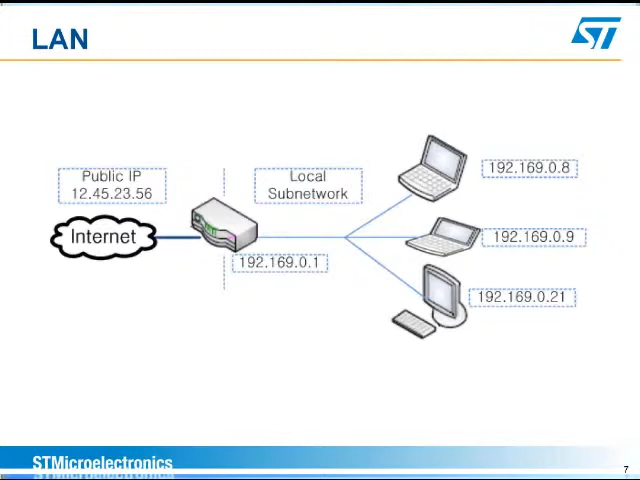 LAN
ST
Public IP
12.45.23.56
Local
Subnetwork
192.169.0.8
Internet
192.169.0.9
192.169.0.1
192.169.0.21
STMicroelectronics
7